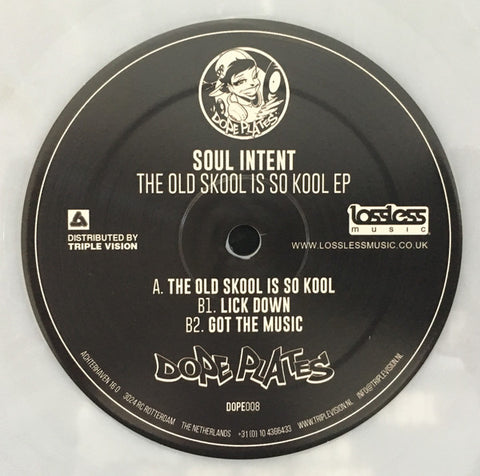 DOPE PLATES
SOUL INTENT
THE OLD SKOOL IS SO KOOL EP
DISTRIBUTED BY
TRIPLE VISION
lossless
music
WWW.LOSSLESSMUSIC.CO.UK
A. THE OLD SKOOL IS SO KOOL
B1. LICK DOWN
B2. GOT THE MUSIC
DOPE PLATES
DOPE008
ACHTERHAVEN 16 D 3024 RC ROTTERDAM THE NETHERLANDS +31 (0) 10 4366433 WWW.TRIPLEVISION.NL INFO@TRIPLEVISION.NL